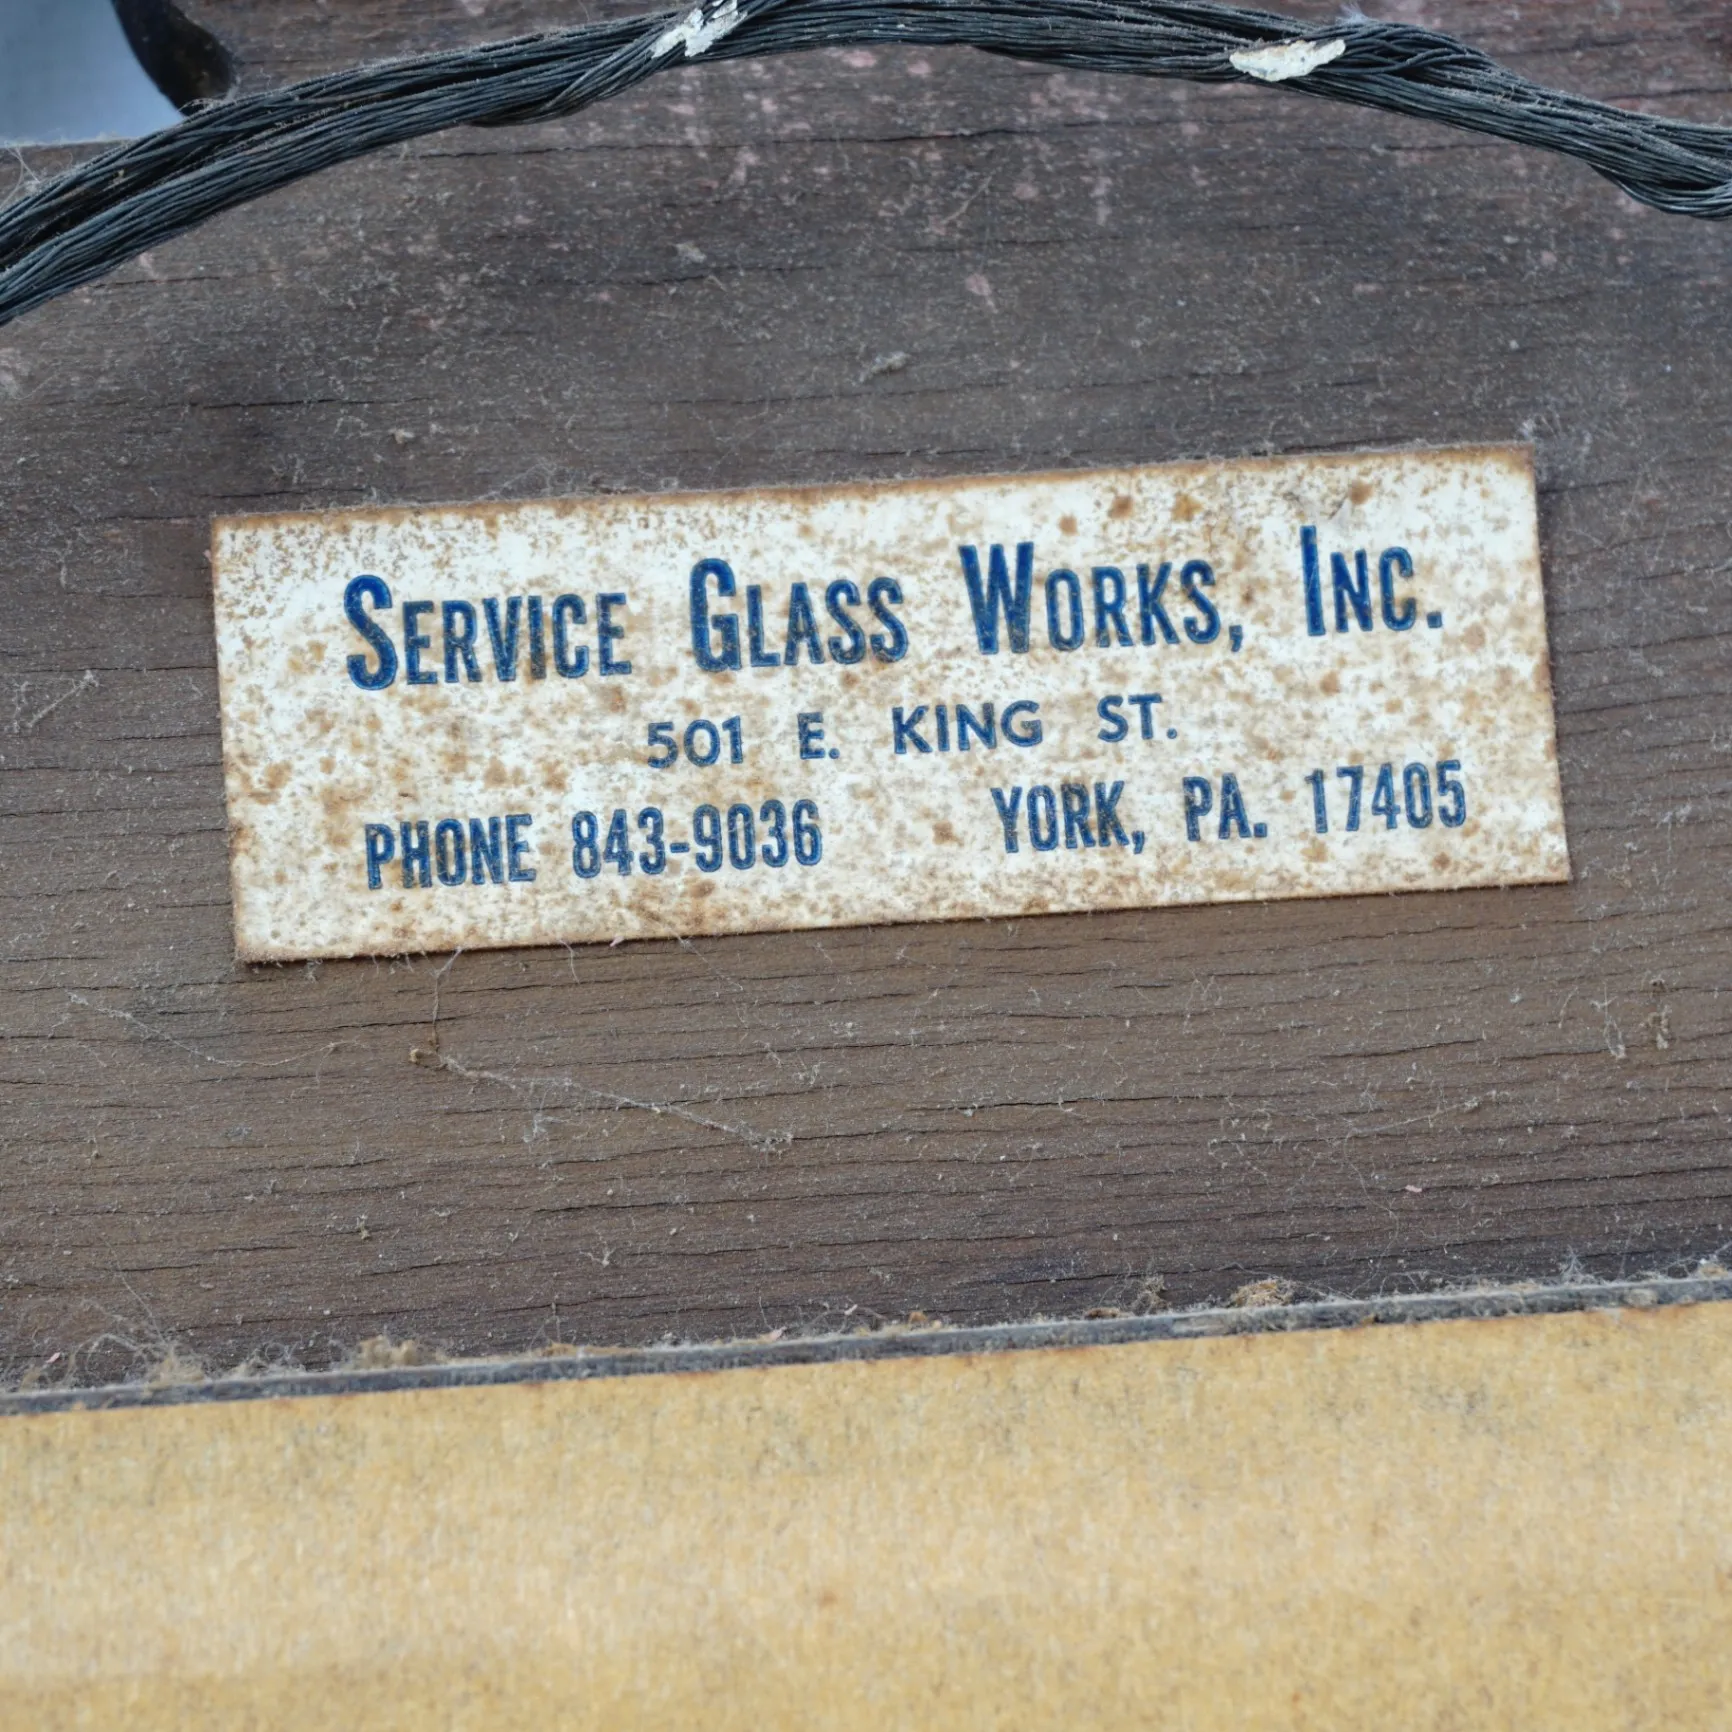 SERVICE GLASS WORKS, INC.
501 E. KING ST.
PHONE 843-9036 YORK, PA. 17405